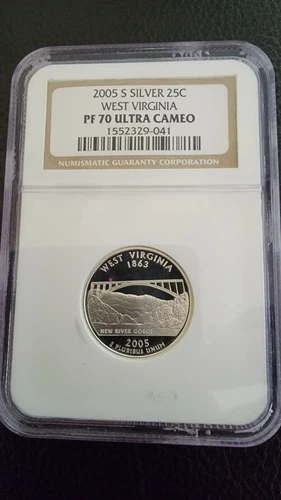 2005 S SILVER 25C
WEST VIRGINIA
PF 70 ULTRA CAMEO
1552329-041
NUMISMATIC GUARANTY CORPORATION
WEST VIRGINIA
1863
NEW RIVER GORGE
2005
E PLURIBUS UNUM